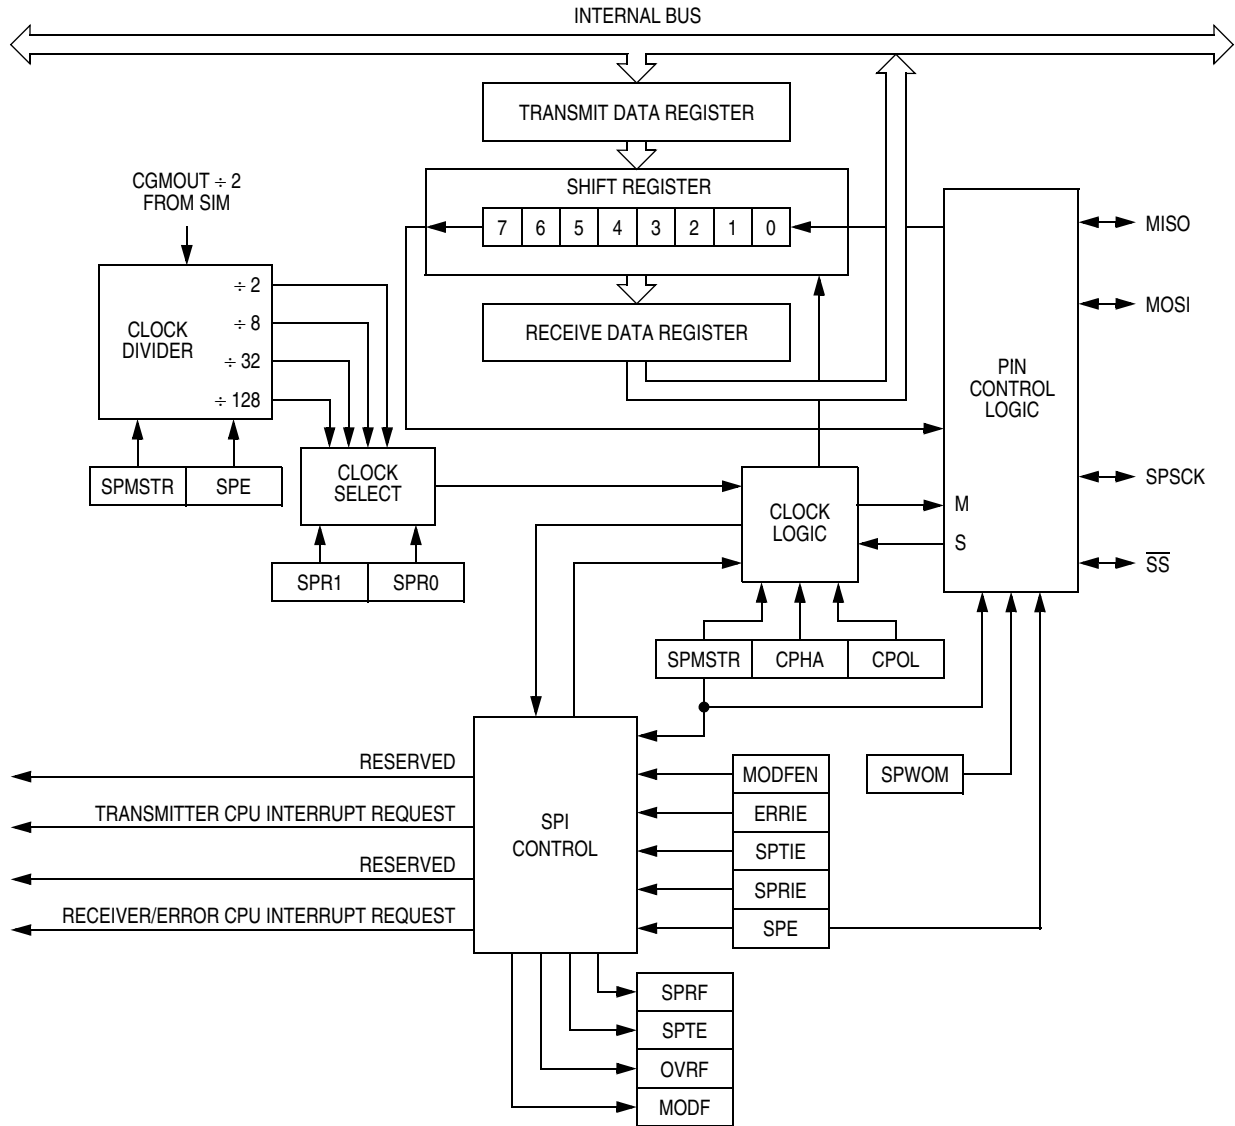 INTERNAL BUS
TRANSMIT DATA REGISTER
CGMOUT ÷ 2
FROM SIM
SHIFT REGISTER
7 6 5 4 3 2 1 0
MISO
÷ 2
MOSI
÷ 8
CLOCK
DIVIDER
RECEIVE DATA REGISTER
÷ 32
PIN
CONTROL
LOGIC
÷ 128
CLOCK
SELECT
SPMSTR SPE
SPSCK
M
CLOCK
LOGIC
S
SS
SPR1 SPR0
SPMSTR CPHA CPOL
RESERVED
MODFEN
SPWOM
TRANSMITTER CPU INTERRUPT REQUEST
ERRIE
SPI
CONTROL
SPTIE
RESERVED
SPRIE
RECEIVER/ERROR CPU INTERRUPT REQUEST
SPE
SPRF
SPTE
OVRF
MODF